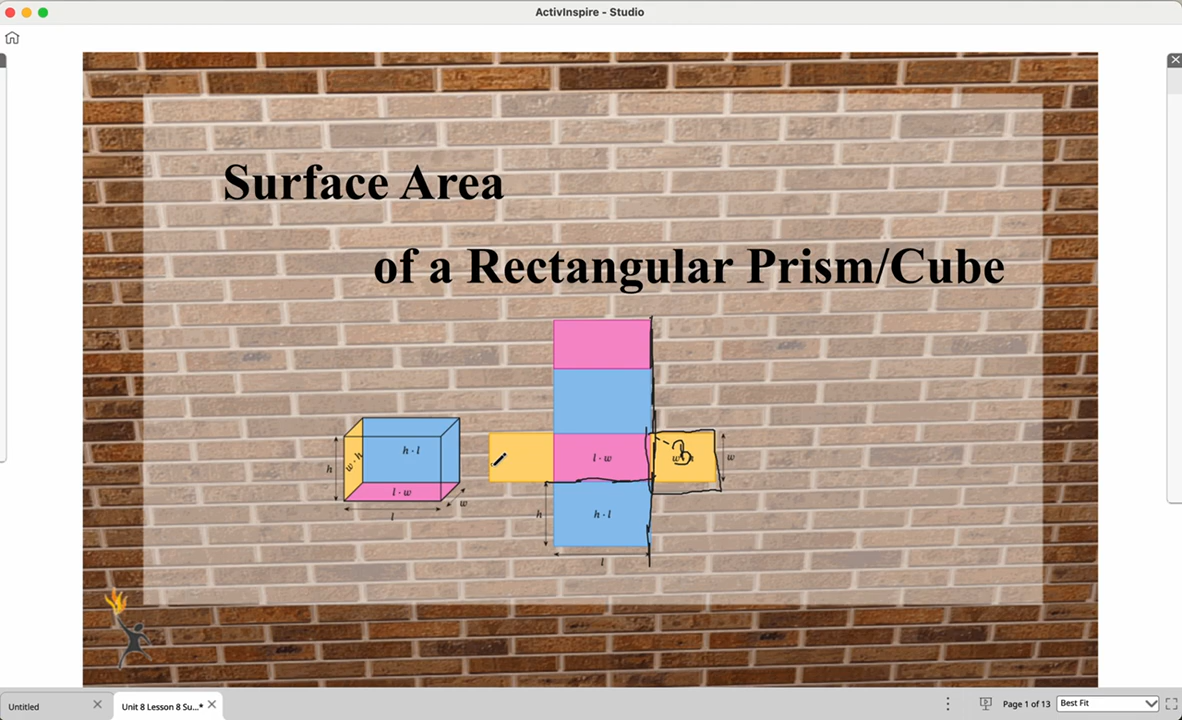 ActivInspire - Studio
Surface Area
of a Rectangular Prism/Cube
h · l
w · h
h
l · w
w
l
l · w
B
w
h
h · l
l
Untitled
Unit 8 Lesson 8 Su...*
Page 1 of 13
Best Fit